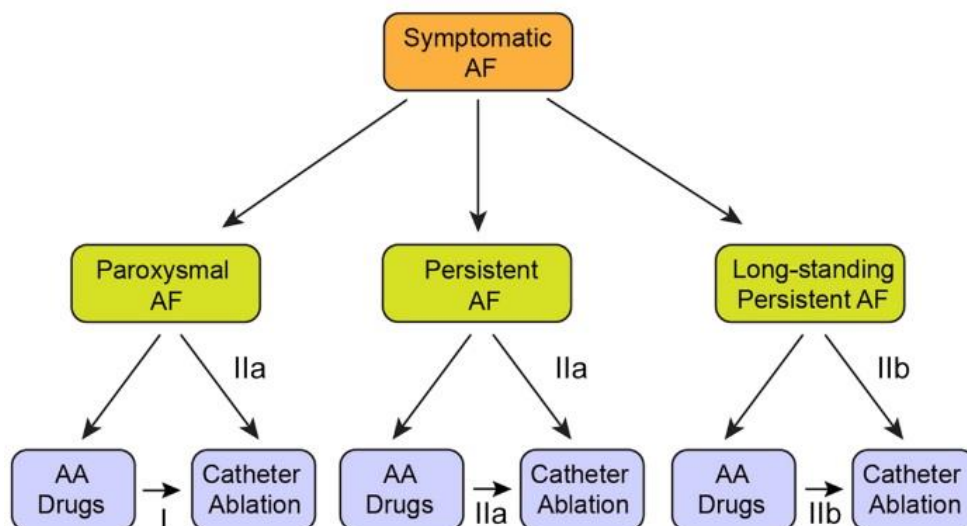 Symptomatic
AF
Paroxysmal
AF
Persistent
AF
Long-standing
Persistent AF
IIa
IIa
IIb
AA
Drugs
Catheter
Ablation
AA
Drugs
Catheter
Ablation
AA
Drugs
Catheter
Ablation
I
IIa
IIb